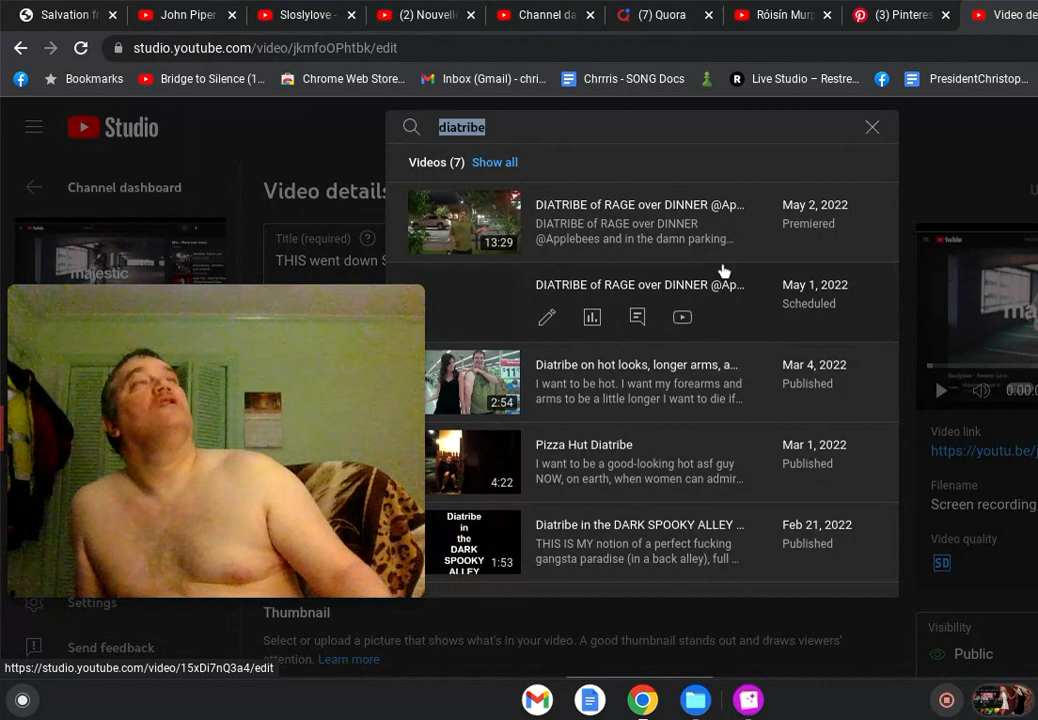 Salvation fr
John Piper
Sloslylove -
(2) Nouvelle
Channel da
(7) Quora
Róisín Murp
(3) Pinteres
Video de
studio.youtube.com/video/jkmfoOPhtbk/edit
Bookmarks
Bridge to Silence (1...
Chrome Web Store...
Inbox (Gmail) - chri...
Chrrris - SONG Docs
Live Studio – Restre...
PresidentChristop...
Studio
diatribe
Videos (7) Show all
Channel dashboard
Video details
DIATRIBE of RAGE over DINNER @Ap...
May 2, 2022
DIATRIBE of RAGE over DINNER
Premiered
@Applebees and in the damn parking...
13:29
Title (required)
THIS went down S
majestic
DIATRIBE of RAGE over DINNER @Ap...
May 1, 2022
Scheduled
majestic
Diatribe on hot looks, longer arms, a...
Mar 4, 2022
I want to be hot. I want my forearms and
Published
arms to be a little longer I want to die if...
2:54
0:00:0
Pizza Hut Diatribe
Mar 1, 2022
I want to be a good-looking hot asf guy
Published
NOW, on earth, when women can admir...
4:22
Video link
https://youtu.be/j
Filename
Screen recording
Diatribe
in
the
DARK
SPOOKY
ALLEY
1:53
Diatribe in the DARK SPOOKY ALLEY ...
Feb 21, 2022
THIS IS MY notion of a perfect fucking
Published
gangsta paradise (in a back alley), full ...
Video quality
SD
Settings
Thumbnail
Select or upload a picture that shows what's in your video. A good thumbnail stands out and draws viewers'
attention. Learn more
Send feedback
Visibility
Public
https://studio.youtube.com/video/15xDi7nQ3a4/edit